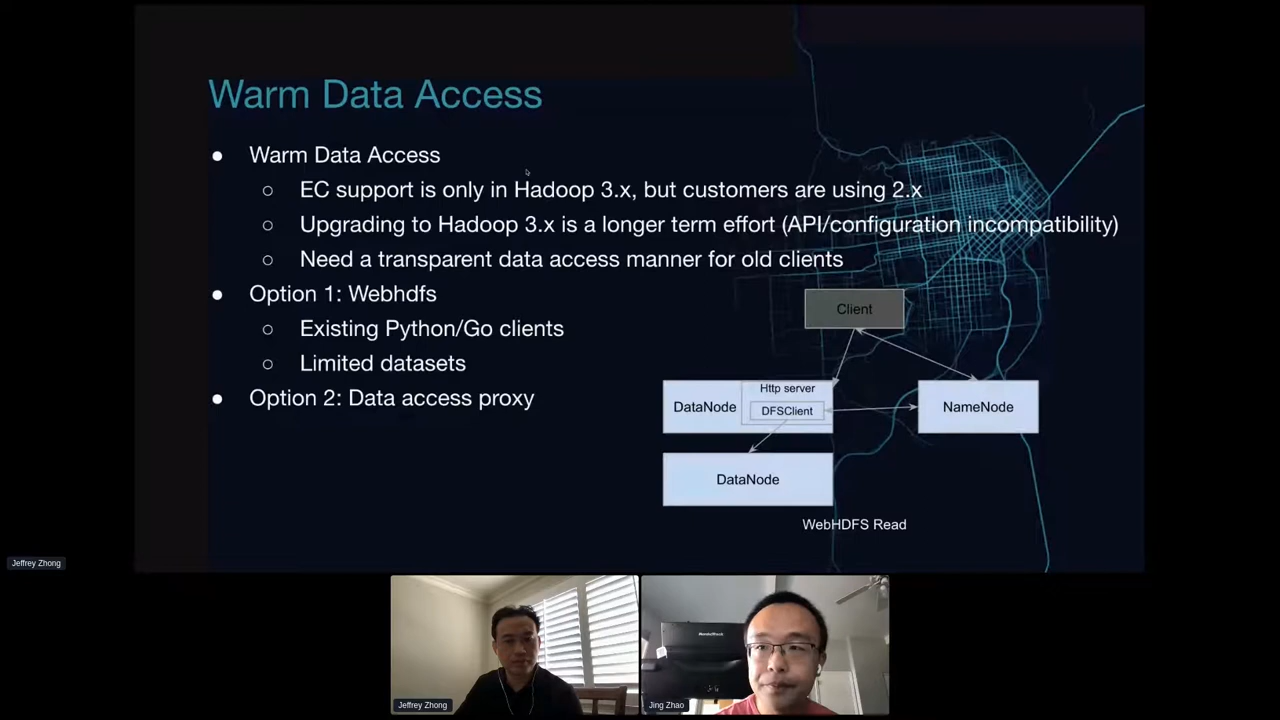 Warm Data Access
● Warm Data Access
○ EC support is only in Hadoop 3.x, but customers are using 2.x
○ Upgrading to Hadoop 3.x is a longer term effort (API/configuration incompatibility)
○ Need a transparent data access manner for old clients
● Option 1: Webhdfs
○ Existing Python/Go clients
○ Limited datasets
● Option 2: Data access proxy
Client
Http server
DataNode
DFSClient
NameNode
DataNode
WebHDFS Read
Jeffrey Zhong
NordicTrack
Jeffrey Zhong
Jing Zhao